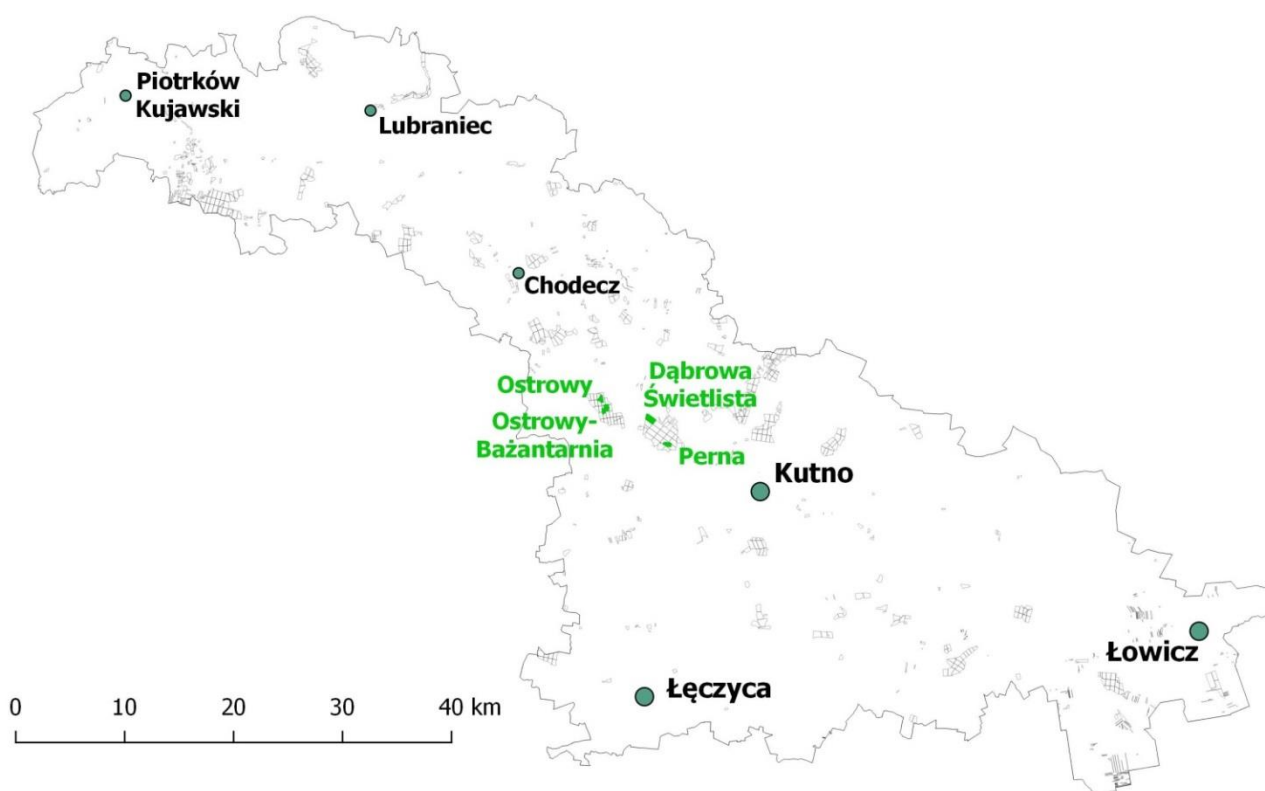 Piotrków
Kujawski
Lubraniec
Chodecz
Dąbrowa
Świetlista
Ostrowy
Ostrowy-
Bażantarnia
Perna
Kutno
Łowicz
Łęczyca
0 10 20 30 40 km